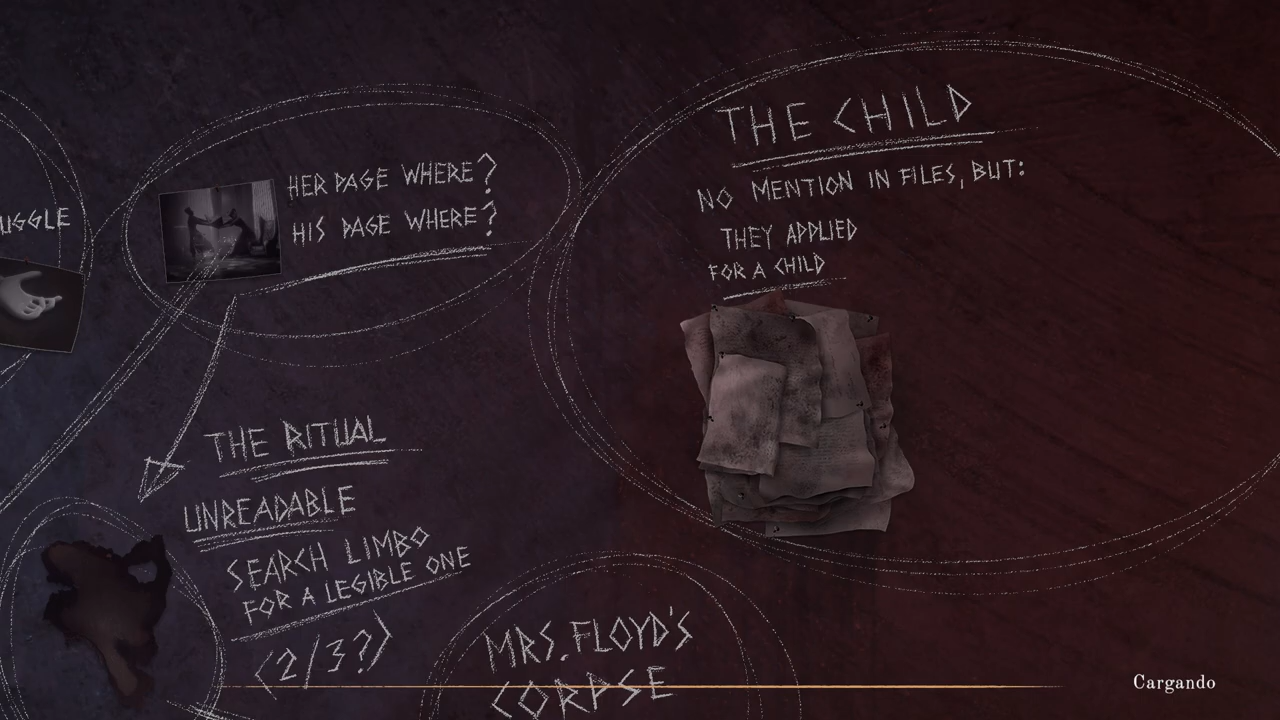 UGGLE
HER PAGE WHERE?
HIS PAGE WHERE?
THE RITUAL
UNREADABLE
SEARCH LIMBO
FOR A LEGIBLE ONE
(2/3?)
THE CHILD
NO MENTION IN FILES, BUT:
THEY APPLIED
FOR A CHILD
MRS. FLOYD'S
CORPSE
Cargando